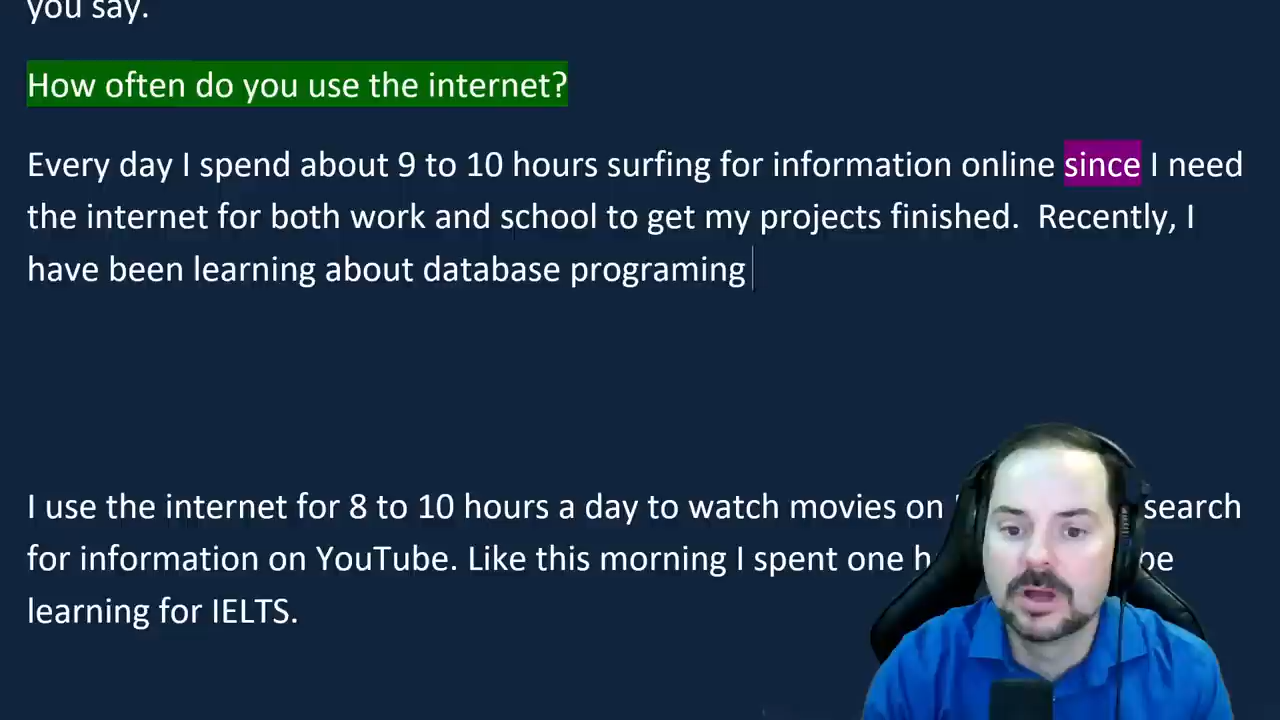 you say.
How often do you use the internet?
Every day I spend about 9 to 10 hours surfing for information online since I need
the internet for both work and school to get my projects finished.  Recently, I
have been learning about database programing
I use the internet for 8 to 10 hours a day to watch movies on search
for information on YouTube. Like this morning I spent one
learning for IELTS.